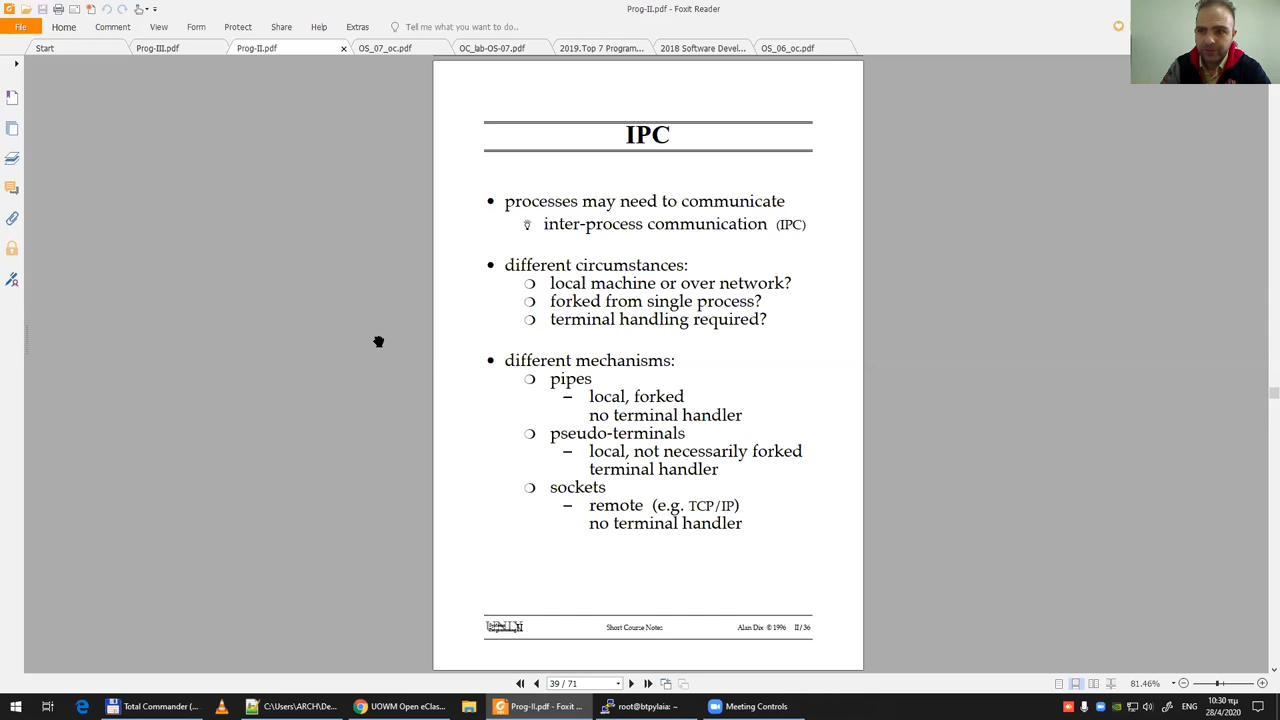 Prog-II.pdf - Foxit Reader
File Home Comment View Form Protect Share Help Extras Tell me what you want to do...
Start Prog-III.pdf Prog-II.pdf OS_07_oc.pdf OC_lab-OS-07.pdf 2019.Top 7 Program... 2018 Software Devel... OS_06_oc.pdf
IPC
• processes may need to communicate
inter-process communication (IPC)
• different circumstances:
❍ local machine or over network?
❍ forked from single process?
❍ terminal handling required?
• different mechanisms:
❍ pipes
– local, forked
no terminal handler
❍ pseudo-terminals
– local, not necessarily forked
terminal handler
❍ sockets
– remote (e.g. TCP/IP)
no terminal handler
Short Course Notes Alan Dix © 1996 II/36
39 / 71 81.46%
Total Commander (... C:\Users\ARCH\De... UOWM Open eClas... Prog-II.pdf - Foxit ... root@btpylaia: ~ Meeting Controls ENG 10:30 πμ
28/4/2020